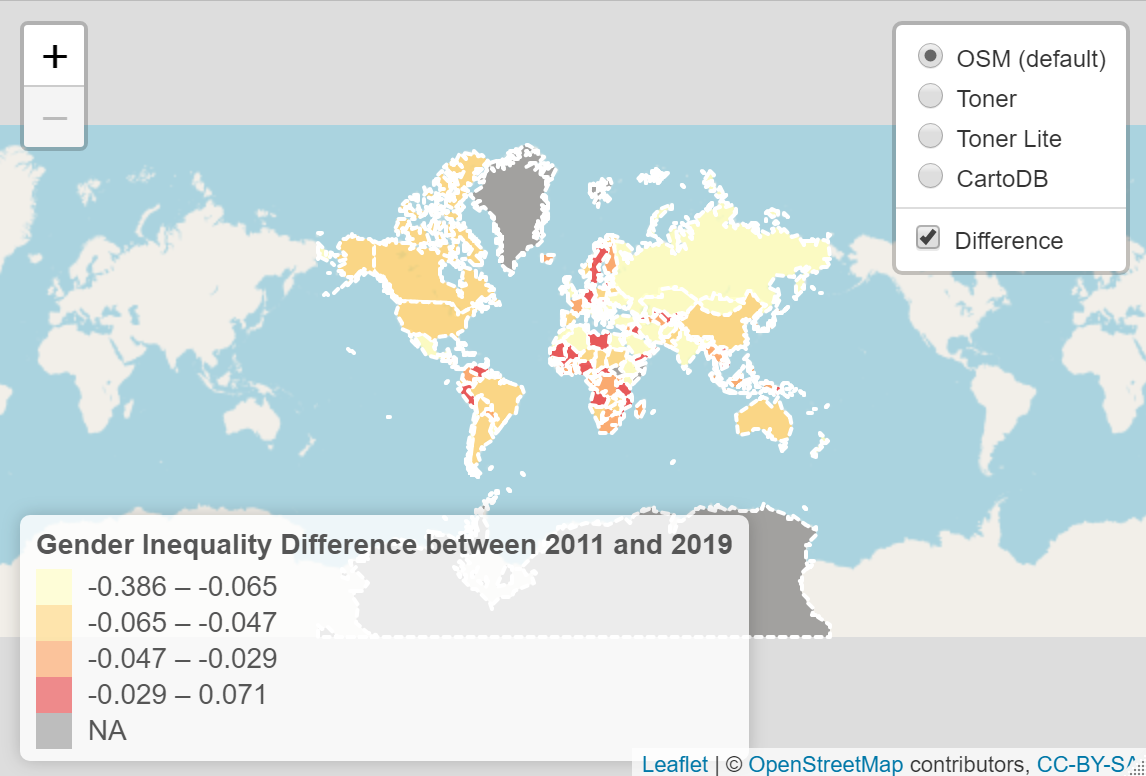 +
−
OSM (default)
Toner
Toner Lite
CartoDB
Difference
Gender Inequality Difference between 2011 and 2019
-0.386 – -0.065
-0.065 – -0.047
-0.047 – -0.029
-0.029 – 0.071
NA
Leaflet | © OpenStreetMap contributors, CC-BY-SA